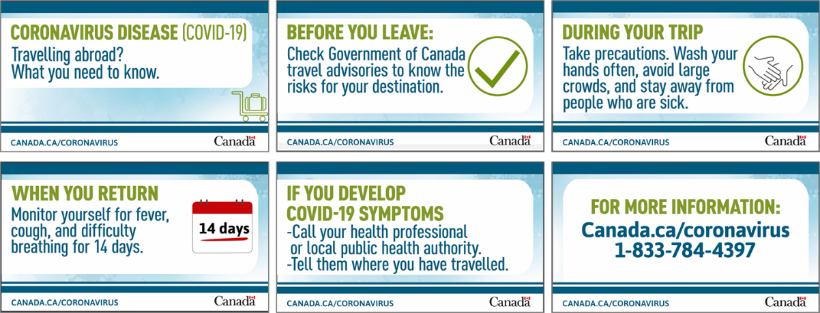 CORONAVIRUS DISEASE (COVID-19)
Travelling abroad?
What you need to know.
CANADA.CA/CORONAVIRUS
Canada
BEFORE YOU LEAVE:
Check Government of Canada
travel advisories to know the
risks for your destination.
CANADA.CA/CORONAVIRUS
Canada
DURING YOUR TRIP
Take precautions. Wash your
hands often, avoid large
crowds, and stay away from
people who are sick.
CANADA.CA/CORONAVIRUS
Canada
WHEN YOU RETURN
Monitor yourself for fever,
cough, and difficulty
breathing for 14 days.
14 days
CANADA.CA/CORONAVIRUS
Canada
IF YOU DEVELOP
COVID-19 SYMPTOMS
-Call your health professional
or local public health authority.
-Tell them where you have travelled.
CANADA.CA/CORONAVIRUS
Canada
FOR MORE INFORMATION:
Canada.ca/coronavirus
1-833-784-4397
CANADA.CA/CORONAVIRUS
Canada